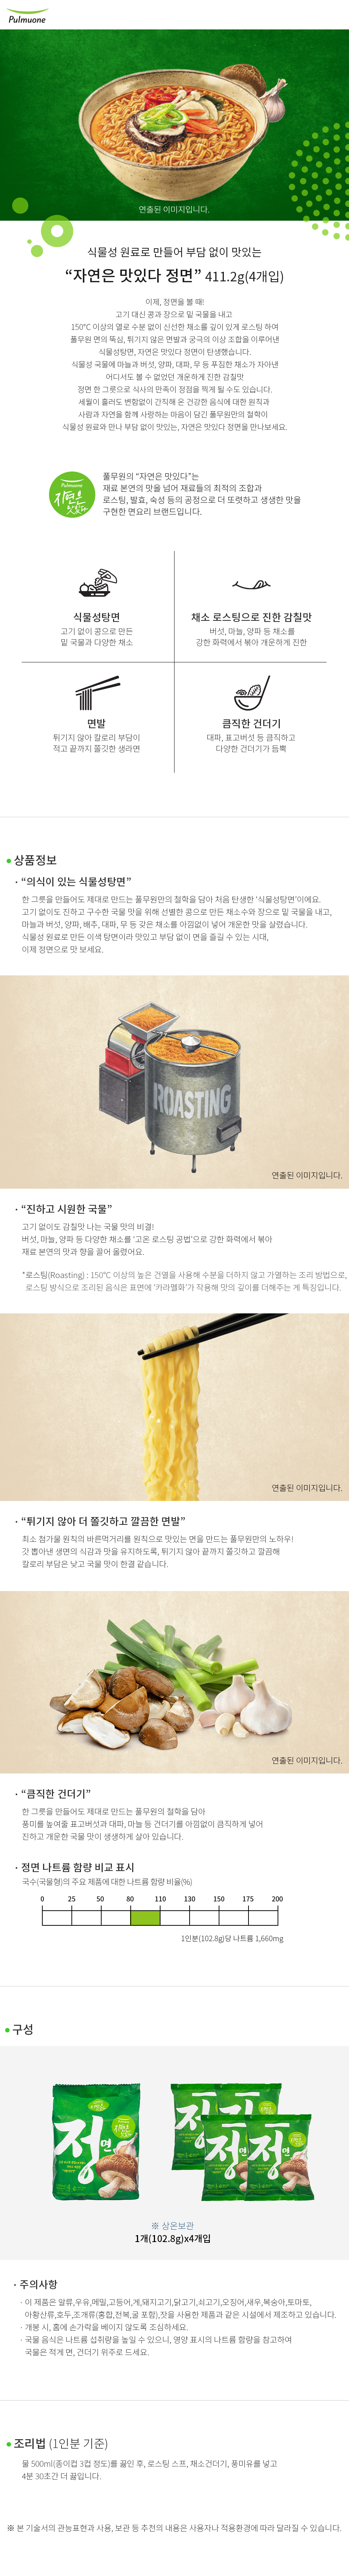 Pulmuone
연출된 이미지입니다.
식물성 원료로 만들어 부담 없이 맛있는
“자연은 맛있다 정면” 411.2g(4개입)
이제, 정면을 볼 때!
고기 대신 콩과 장으로 밑 국물을 내고
150℃ 이상의 열로 수분 없이 신선한 채소를 깊이 있게 로스팅 하여
풀무원 면의 뚝심, 튀기지 않은 면발과 궁극의 이상 조합을 이루어낸
식물성탕면, 자연은 맛있다 정면이 탄생했습니다.
식물성 국물에 마늘과 버섯, 양파, 대파, 무 등 푸짐한 채소가 자아낸
어디서도 볼 수 없었던 개운하게 진한 감칠맛
정면 한 그릇으로 식사의 만족이 정점을 찍게 될 수도 있습니다.
세월이 흘러도 변함없이 간직해 온 건강한 음식에 대한 원칙과
사람과 자연을 함께 사랑하는 마음이 담긴 풀무원만의 철학이
식물성 원료와 만나 부담 없이 맛있는, 자연은 맛있다 정면을 만나보세요.
Pulmuone
자연은
맛있다
풀무원의 “자연은 맛있다”는
재료 본연의 맛을 넘어 재료들의 최적의 조합과
로스팅, 발효, 숙성 등의 공정으로 더 또렷하고 생생한 맛을
구현한 면요리 브랜드입니다.
식물성탕면
고기 없이 콩으로 만든
밑 국물과 다양한 채소
채소 로스팅으로 진한 감칠맛
버섯, 마늘, 양파 등 채소를
강한 화력에서 볶아 개운하게 진한
면발
튀기지 않아 칼로리 부담이
적고 끝까지 쫄깃한 생라면
큼직한 건더기
대파, 표고버섯 등 큼직하고
다양한 건더기가 듬뿍
상품정보
· “의식이 있는 식물성탕면”
한 그릇을 만들어도 제대로 만드는 풀무원만의 철학을 담아 처음 탄생한 ‘식물성탕면’이에요.
고기 없이도 진하고 구수한 국물 맛을 위해 선별한 콩으로 만든 채소수와 장으로 밑 국물을 내고,
마늘과 버섯, 양파, 배추, 대파, 무 등 갖은 채소를 아낌없이 넣어 개운한 맛을 살렸습니다.
식물성 원료로 만든 이색 탕면이라 맛있고 부담 없이 면을 즐길 수 있는 시대,
이제 정면으로 맛 보세요.
ROASTING
연출된 이미지입니다.
· “진하고 시원한 국물”
고기 없이도 감칠맛 나는 국물 맛의 비결!
버섯, 마늘, 양파 등 다양한 채소를 ‘고온 로스팅 공법’으로 강한 화력에서 볶아
재료 본연의 맛과 향을 끌어 올렸어요.
*로스팅(Roasting) : 150℃ 이상의 높은 건열을 사용해 수분을 더하지 않고 가열하는 조리 방법으로,
로스팅 방식으로 조리된 음식은 표면에 ‘카라멜화’가 작용해 맛의 깊이를 더해주는 게 특징입니다.
연출된 이미지입니다.
· “튀기지 않아 더 쫄깃하고 깔끔한 면발”
최소 첨가물 원칙의 바른먹거리를 원칙으로 맛있는 면을 만드는 풀무원만의 노하우!
갓 뽑아낸 생면의 식감과 맛을 유지하도록, 튀기지 않아 끝까지 쫄깃하고 깔끔해
칼로리 부담은 낮고 국물 맛이 한결 같습니다.
연출된 이미지입니다.
· “큼직한 건더기”
한 그릇을 만들어도 제대로 만드는 풀무원의 철학을 담아
풍미를 높여줄 표고버섯과 대파, 마늘 등 건더기를 아낌없이 큼직하게 넣어
진하고 개운한 국물 맛이 생생하게 살아 있습니다.
· 정면 나트륨 함량 비교 표시
국수(국물형)의 주요 제품에 대한 나트륨 함량 비율(%)
0 25 50 80 110 130 150 175 200
1인분(102.8g)당 나트륨 1,660mg
구성
정면
정면
※ 상온보관
1개(102.8g)x4개입
· 주의사항
· 이 제품은 알류,우유,메밀,고등어,게,돼지고기,닭고기,쇠고기,오징어,새우,복숭아,토마토,
아황산류,호두,조개류(홍합,전복,굴 포함),잣을 사용한 제품과 같은 시설에서 제조하고 있습니다.
· 개봉 시, 홈에 손가락을 베이지 않도록 조심하세요.
· 국물 음식은 나트륨 섭취량을 높일 수 있으니, 영양 표시의 나트륨 함량을 참고하여
국물은 적게 면, 건더기 위주로 드세요.
조리법 (1인분 기준)
물 500ml(종이컵 3컵 정도)를 끓인 후, 로스팅 스프, 채소건더기, 풍미유를 넣고
4분 30초간 더 끓입니다.
※ 본 기술서의 관능표현과 사용, 보관 등 추천의 내용은 사용자나 적용환경에 따라 달라질 수 있습니다.